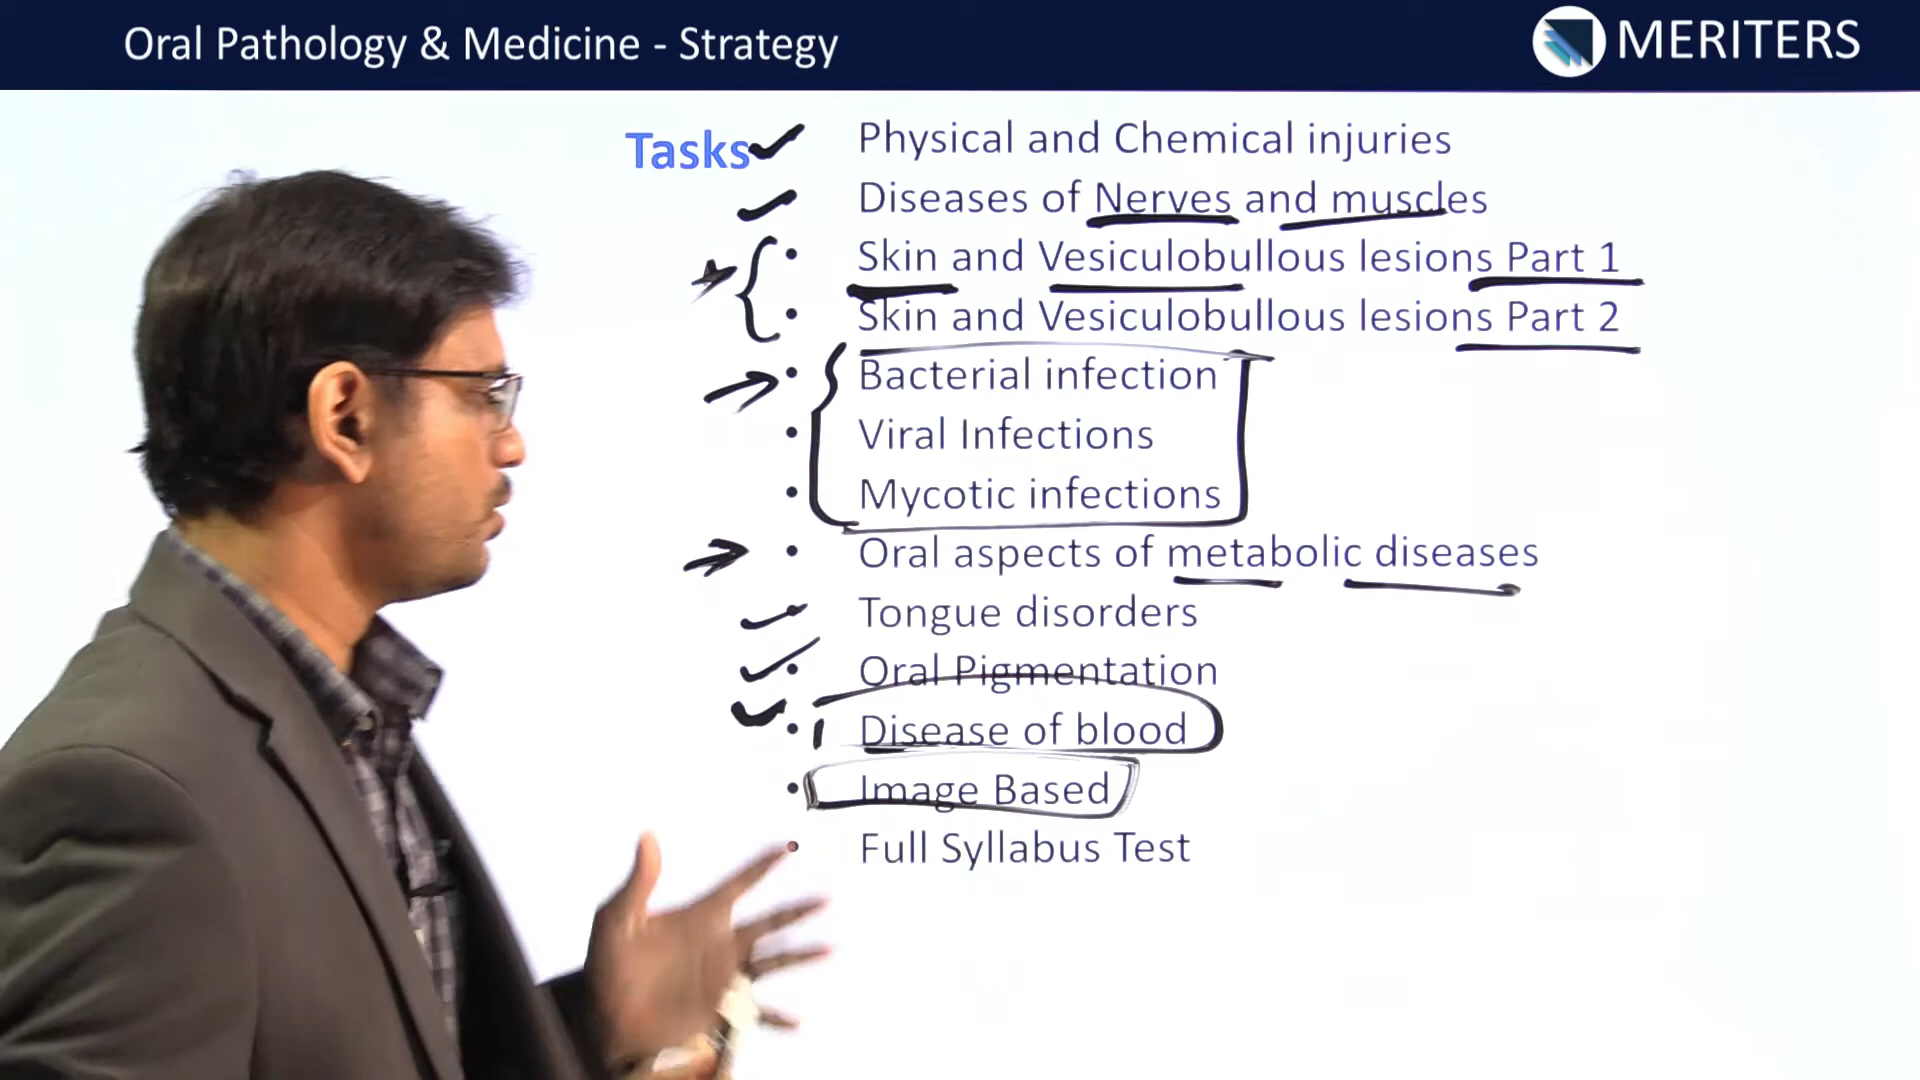 Oral Pathology & Medicine - Strategy
MERITERS
Tasks
Physical and Chemical injuries
Diseases of Nerves and muscles
Skin and Vesiculobullous lesions Part 1
Skin and Vesiculobullous lesions Part 2
Bacterial infection
Viral Infections
Mycotic infections
Oral aspects of metabolic diseases
Tongue disorders
Oral Pigmentation
Disease of blood
Image Based
Full Syllabus Test